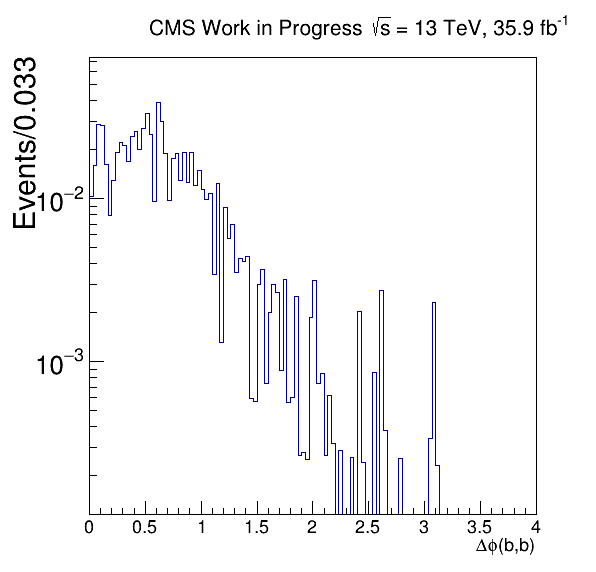 CMS Work in Progress √s = 13 TeV, 35.9 fb⁻¹
Events/0.033
10⁻²
10⁻³
0 0.5 1 1.5 2 2.5 3 3.5 4
Δϕ(b,b)